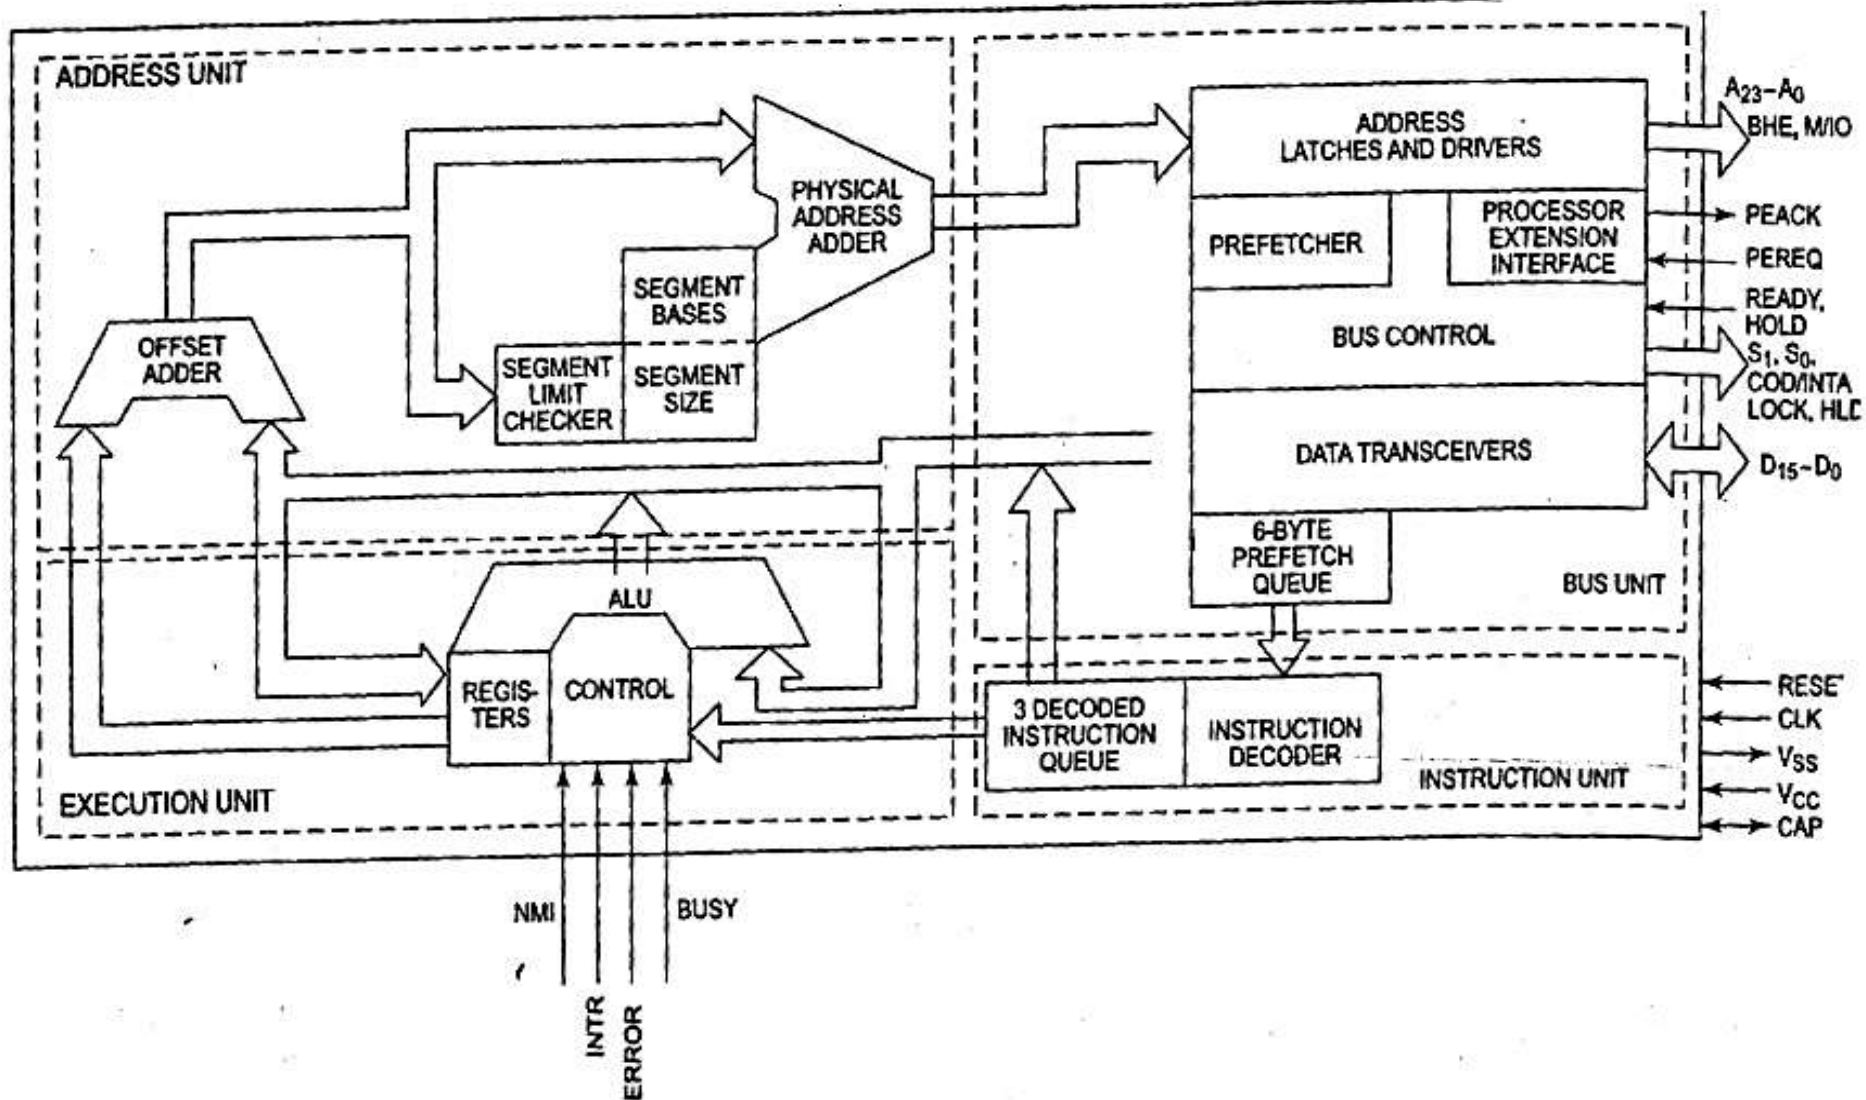 ADDRESS UNIT
OFFSET
ADDER
PHYSICAL
ADDRESS
ADDER
SEGMENT
BASES
SEGMENT
LIMIT
CHECKER
SEGMENT
SIZE
ADDRESS
LATCHES AND DRIVERS
PREFETCHER
PROCESSOR
EXTENSION
INTERFACE
BUS CONTROL
DATA TRANSCEIVERS
6-BYTE
PREFETCH
QUEUE
BUS UNIT
A23–A0
BHE, M/IO
PEACK
PEREQ
READY,
HOLD
S1, S0,
COD/INTA
LOCK, HLD
D15–D0
ALU
REGIS-
TERS
CONTROL
EXECUTION UNIT
3 DECODED
INSTRUCTION
QUEUE
INSTRUCTION
DECODER
INSTRUCTION UNIT
RESE
CLK
VSS
VCC
CAP
NMI
INTR
ERROR
BUSY